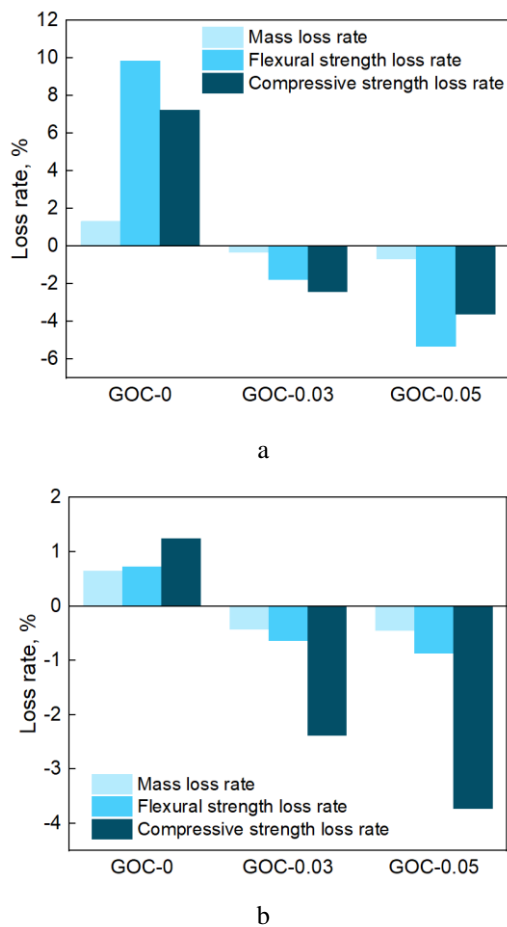 12
10
8
6
4
2
0
-2
-4
-6
Loss rate, %
Mass loss rate
Flexural strength loss rate
Compressive strength loss rate
GOC-0 GOC-0.03 GOC-0.05
a
2
1
0
-1
-2
-3
-4
Loss rate, %
Mass loss rate
Flexural strength loss rate
Compressive strength loss rate
GOC-0 GOC-0.03 GOC-0.05
b